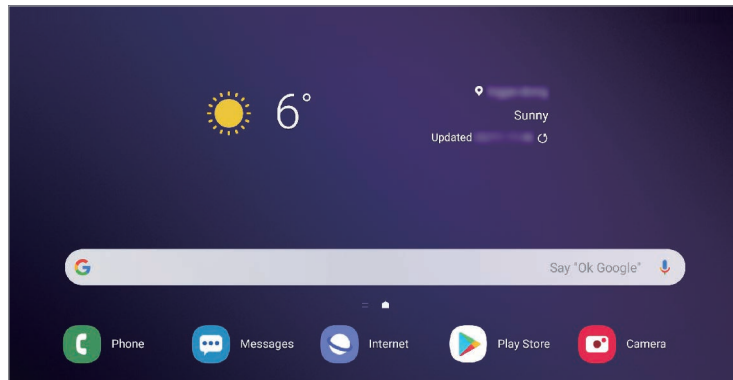 6°
Sunny
Updated
Say "Ok Google"
Phone Messages Internet Play Store Camera